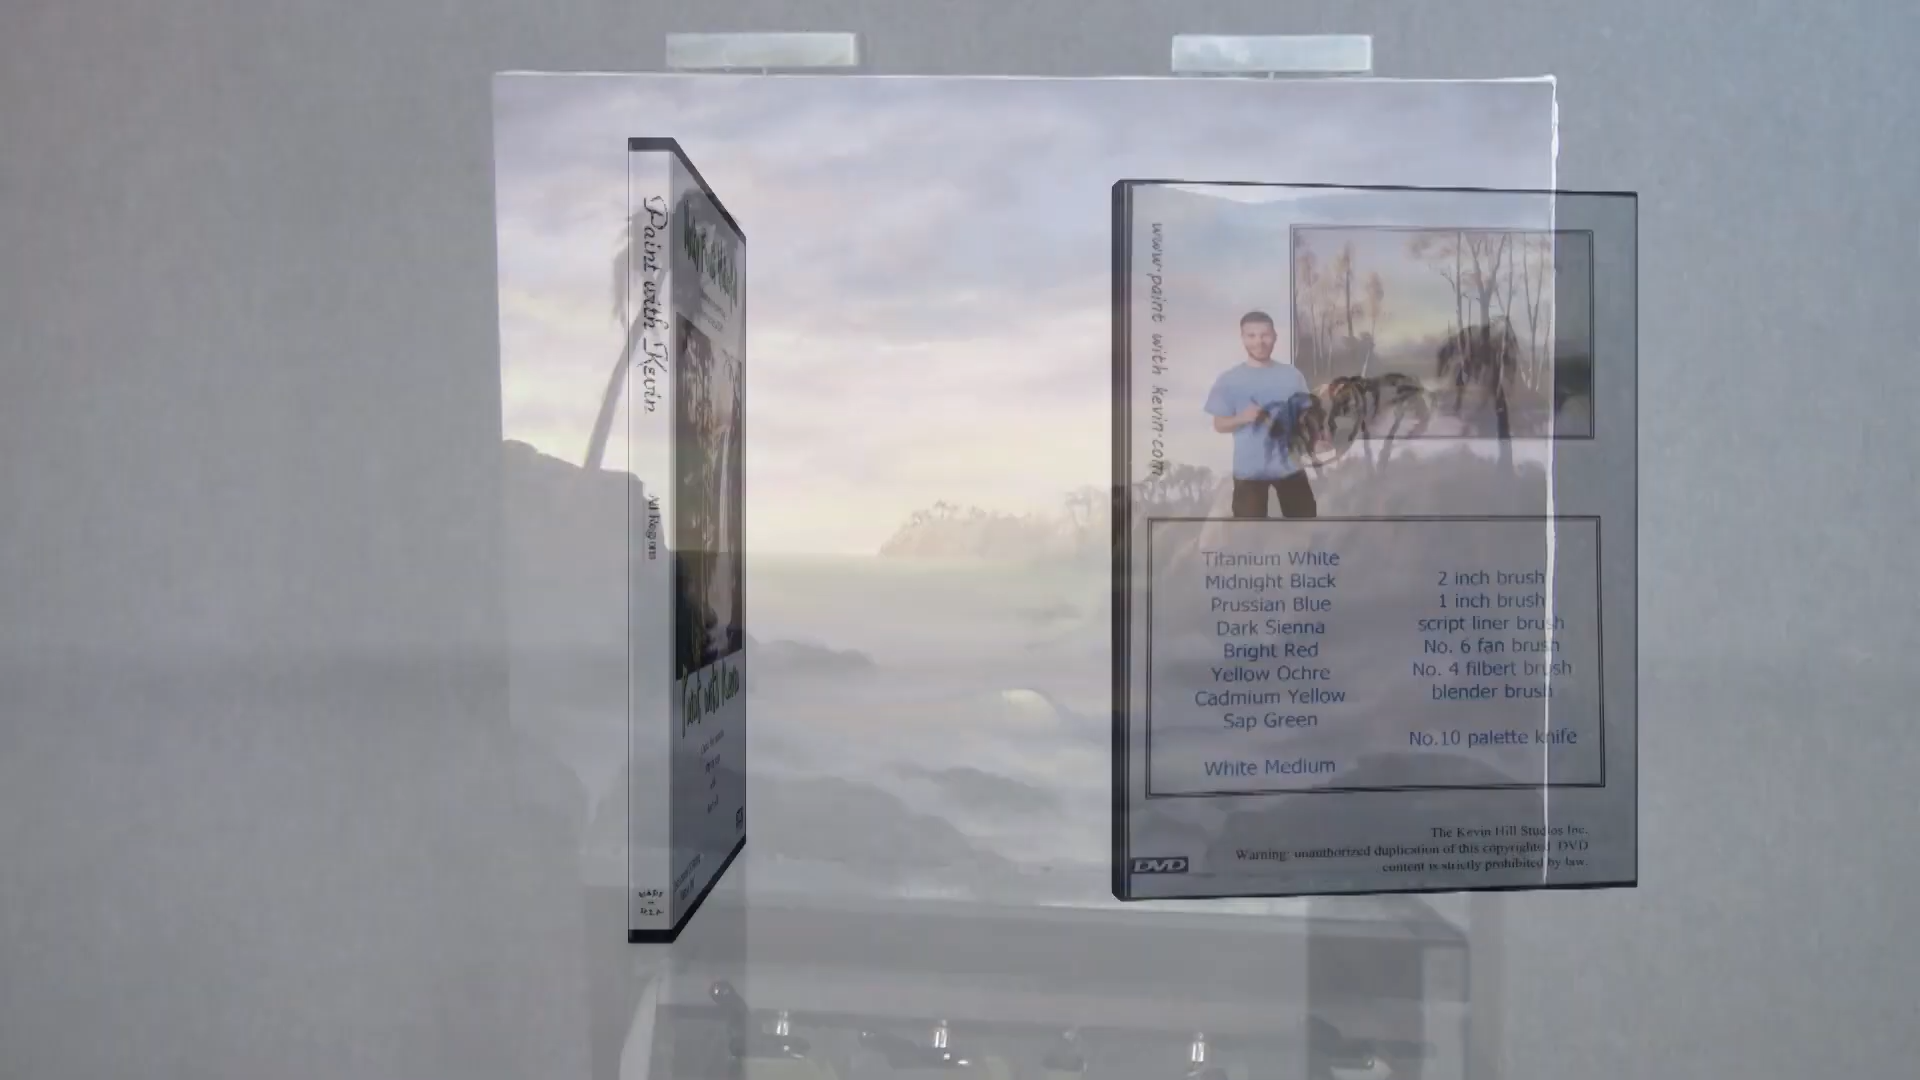 Paint with Kevin
All Regions
www.paint with kevin.com
Titanium White
Midnight Black
Prussian Blue
Dark Sienna
Bright Red
Yellow Ochre
Cadmium Yellow
Sap Green
White Medium
2 inch brush
1 inch brush
script liner brush
No. 6 fan brush
No. 4 filbert brush
blender brush
No.10 palette knife
The Kevin Hill Studios Inc.
Warning: unauthorized duplication of this copyrighted DVD
content is strictly prohibited by law.
DVD